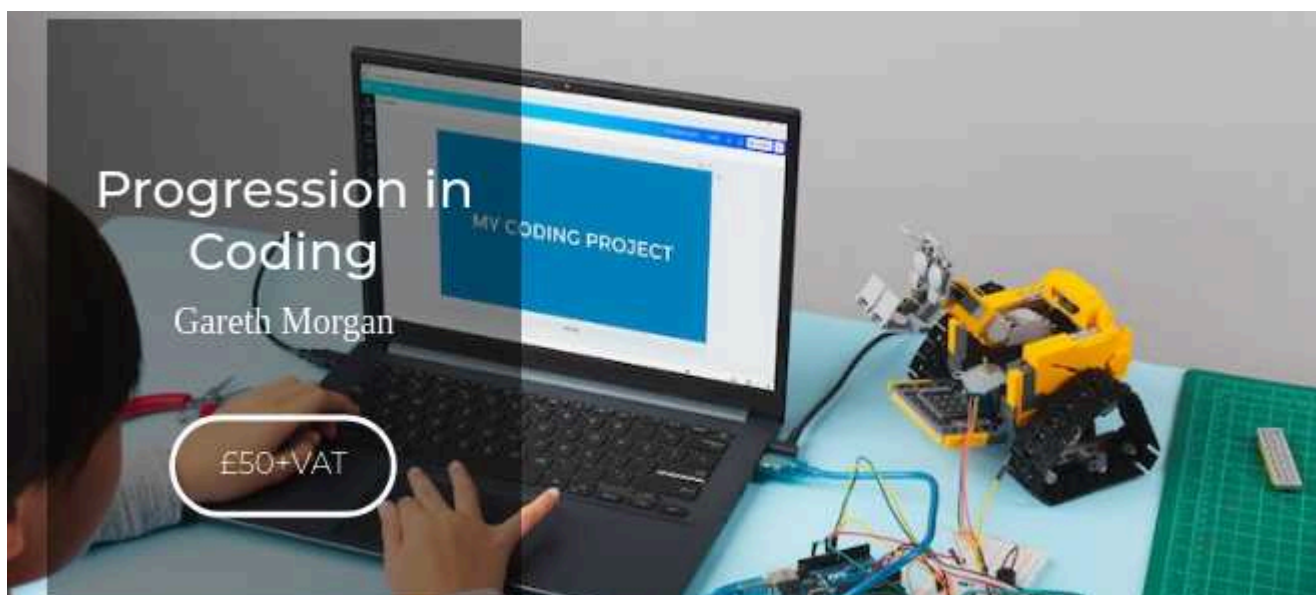 Progression in
Coding
Gareth Morgan
£50+VAT
MY CODING PROJECT